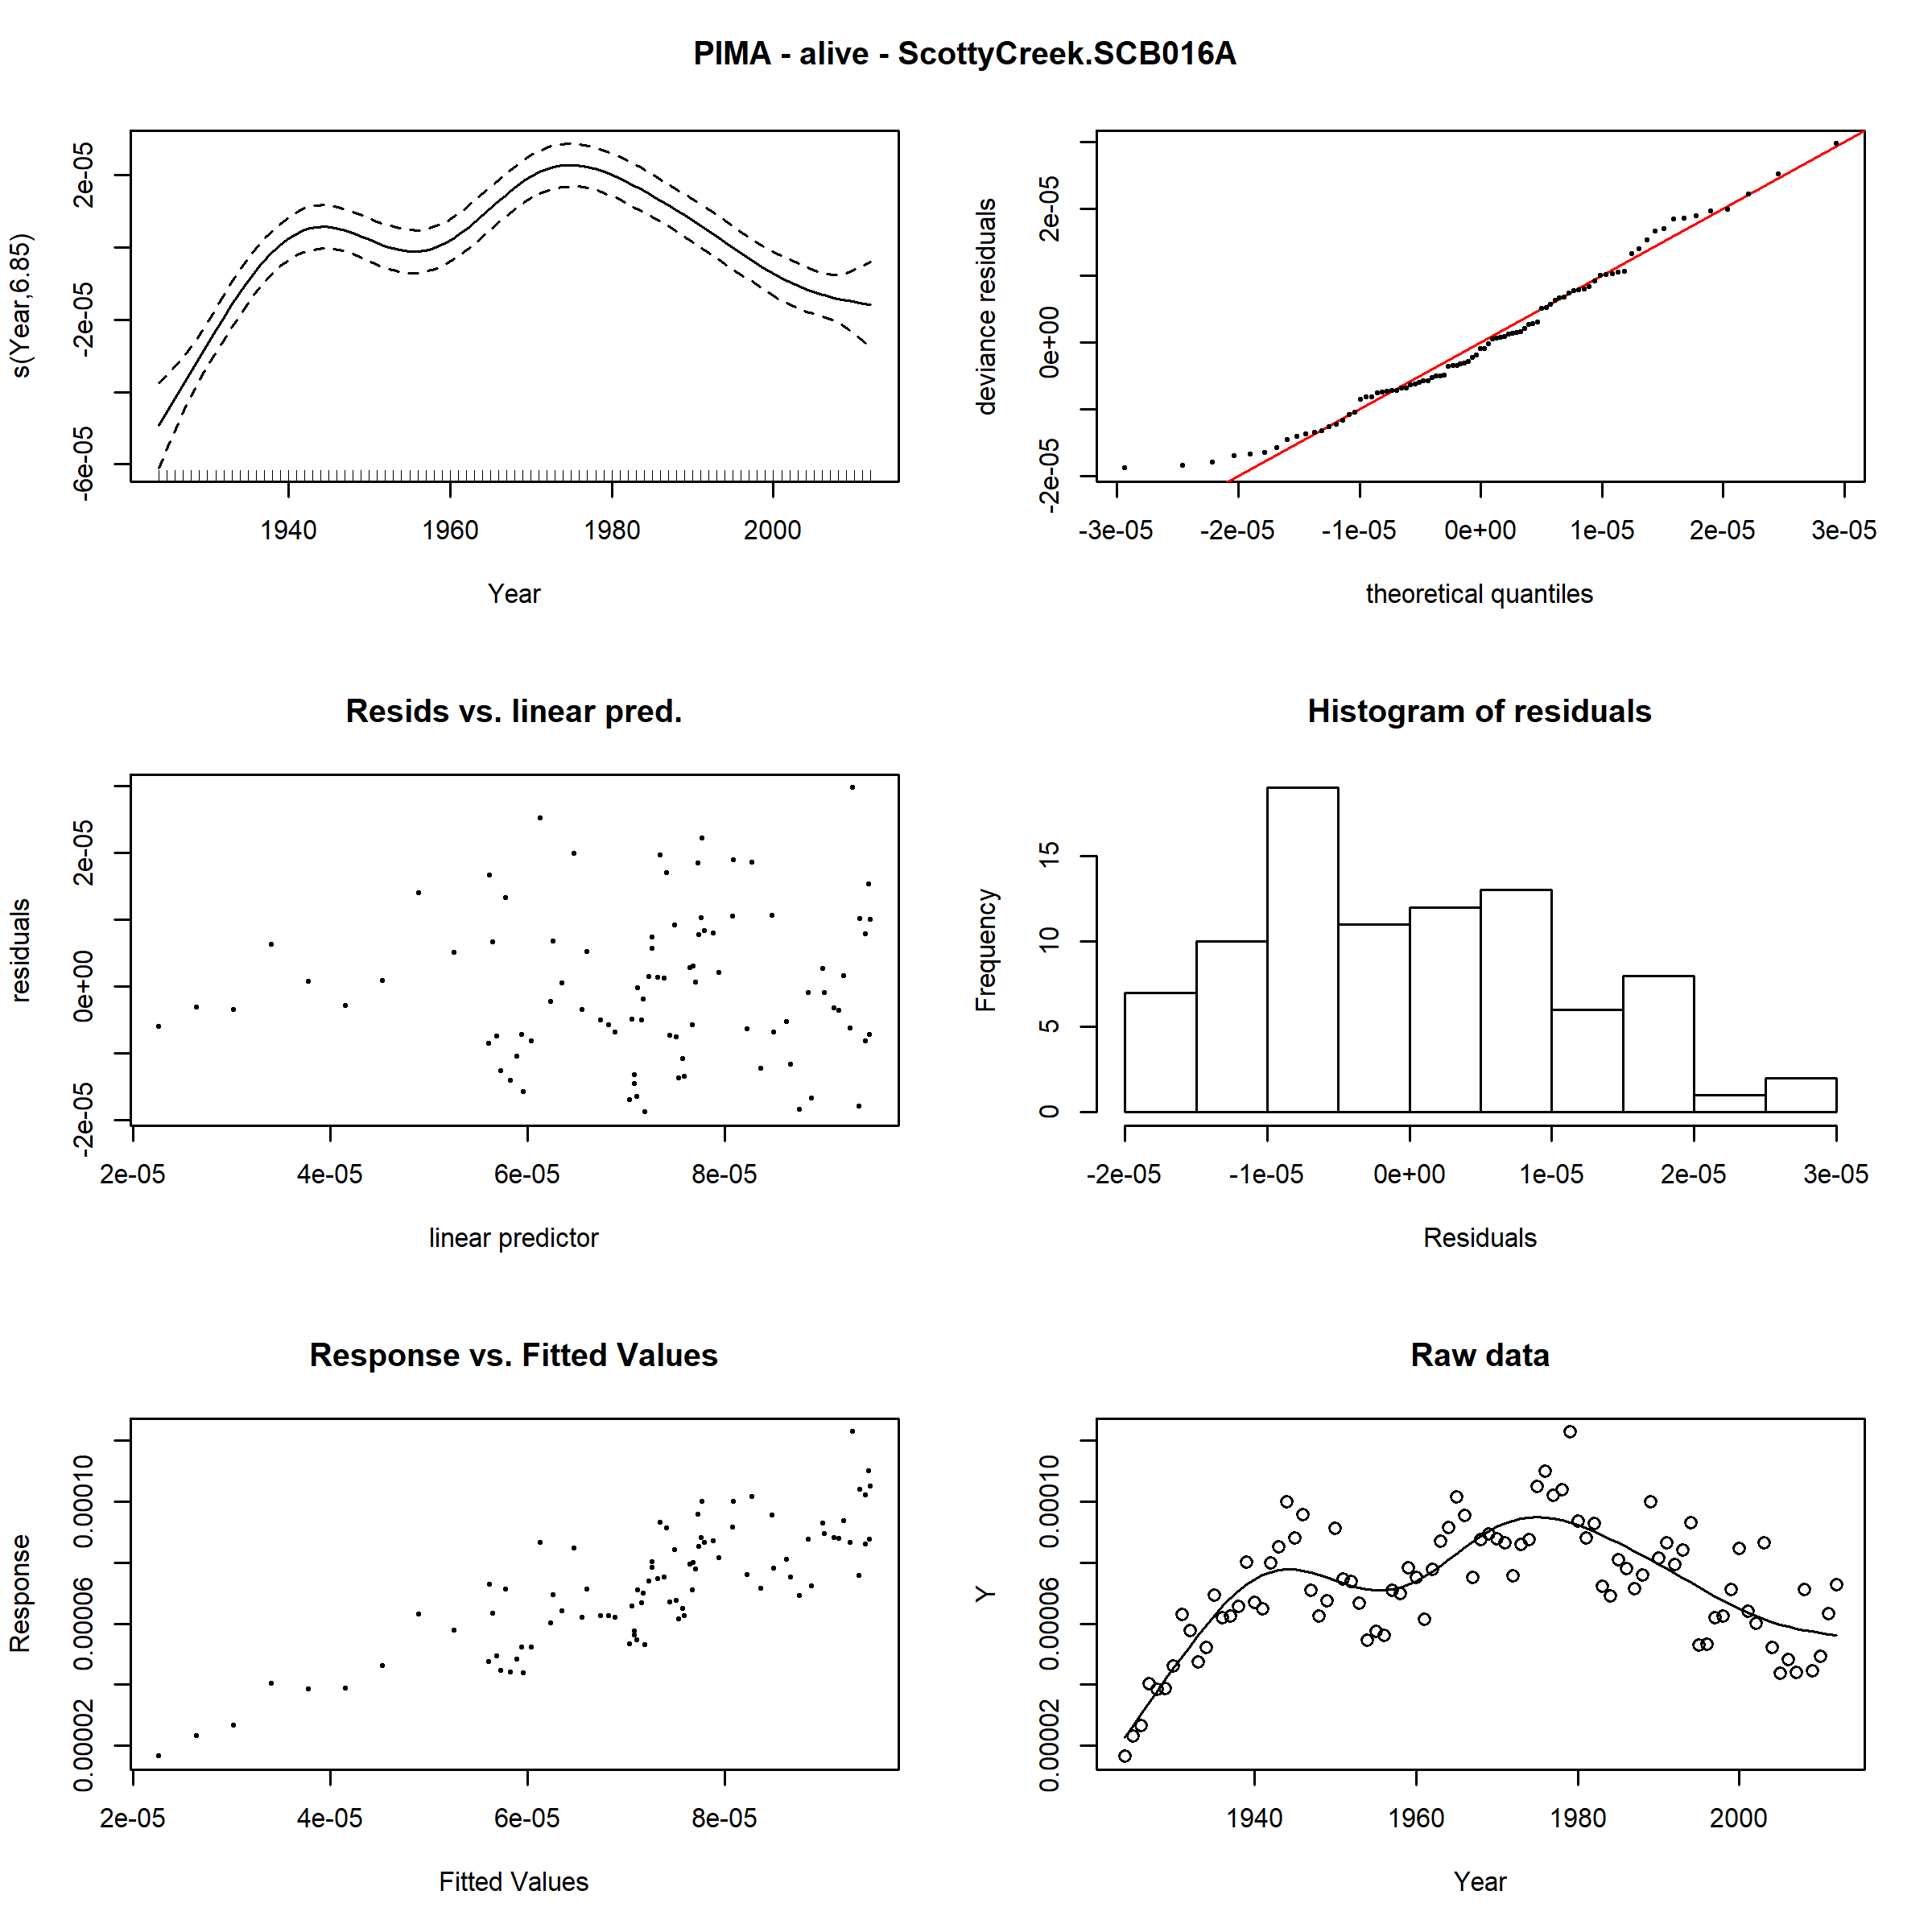 PIMA - alive - ScottyCreek.SCB016A
s(Year,6.85)
-6e-05
-2e-05
2e-05
1940
1960
1980
2000
Year
deviance residuals
-2e-05
0e+00
2e-05
-3e-05
-2e-05
-1e-05
0e+00
1e-05
2e-05
3e-05
theoretical quantiles
Resids vs. linear pred.
residuals
-2e-05
0e+00
2e-05
2e-05
4e-05
6e-05
8e-05
linear predictor
Histogram of residuals
Frequency
0
5
10
15
-2e-05
-1e-05
0e+00
1e-05
2e-05
3e-05
Residuals
Response vs. Fitted Values
Response
0.00002
0.00006
0.00010
2e-05
4e-05
6e-05
8e-05
Fitted Values
Raw data
Y
0.00002
0.00006
0.00010
1940
1960
1980
2000
Year